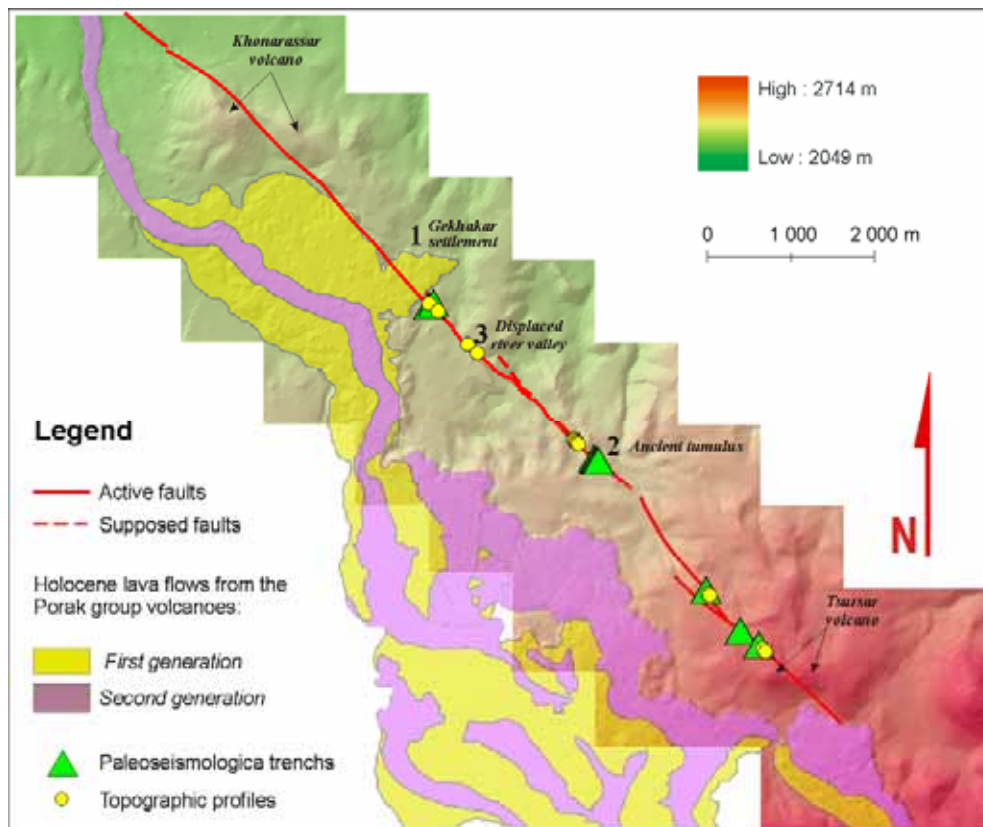 Khonarassar
volcano
High : 2714 m
Low : 2049 m
0 1 000 2 000 m
1 Gekhakar
settlement
3 Displaced
river valley
2 Ancient tumulus
N
Tsursar
volcano
Legend
Active faults
Supposed faults
Holocene lava flows from the
Porak group volcanoes:
First generation
Second generation
Paleoseismologica trenchs
Topographic profiles